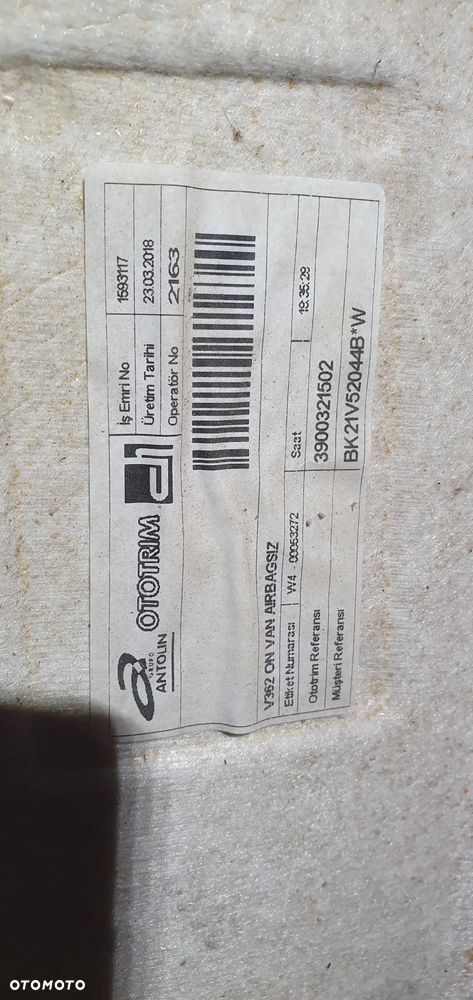 GRUPO
ANTOLIN
OTOTRIM
İş Emri No 1593117
Üretim Tarihi 23.03.2018
Operatör No 2163
V362 ON VAN AIRBAGSIZ
Etiket Numarası W4 - 00053272 Saat 19:35:29
Ototrim Referansı 3900321502
Müşteri Referansı BK21V52044B*W
OTOMOTO